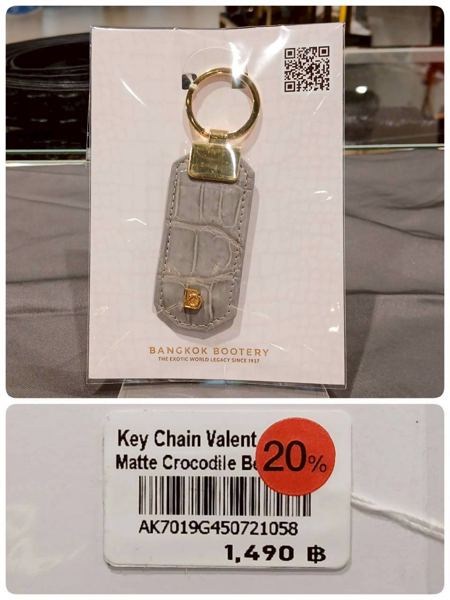 BANGKOK BOOTERY
THE EXOTIC WORLD LEGACY SINCE 1937
Key Chain Valent
Matte Crocodile Be
20%
AK7019G450721058
1,490 ฿